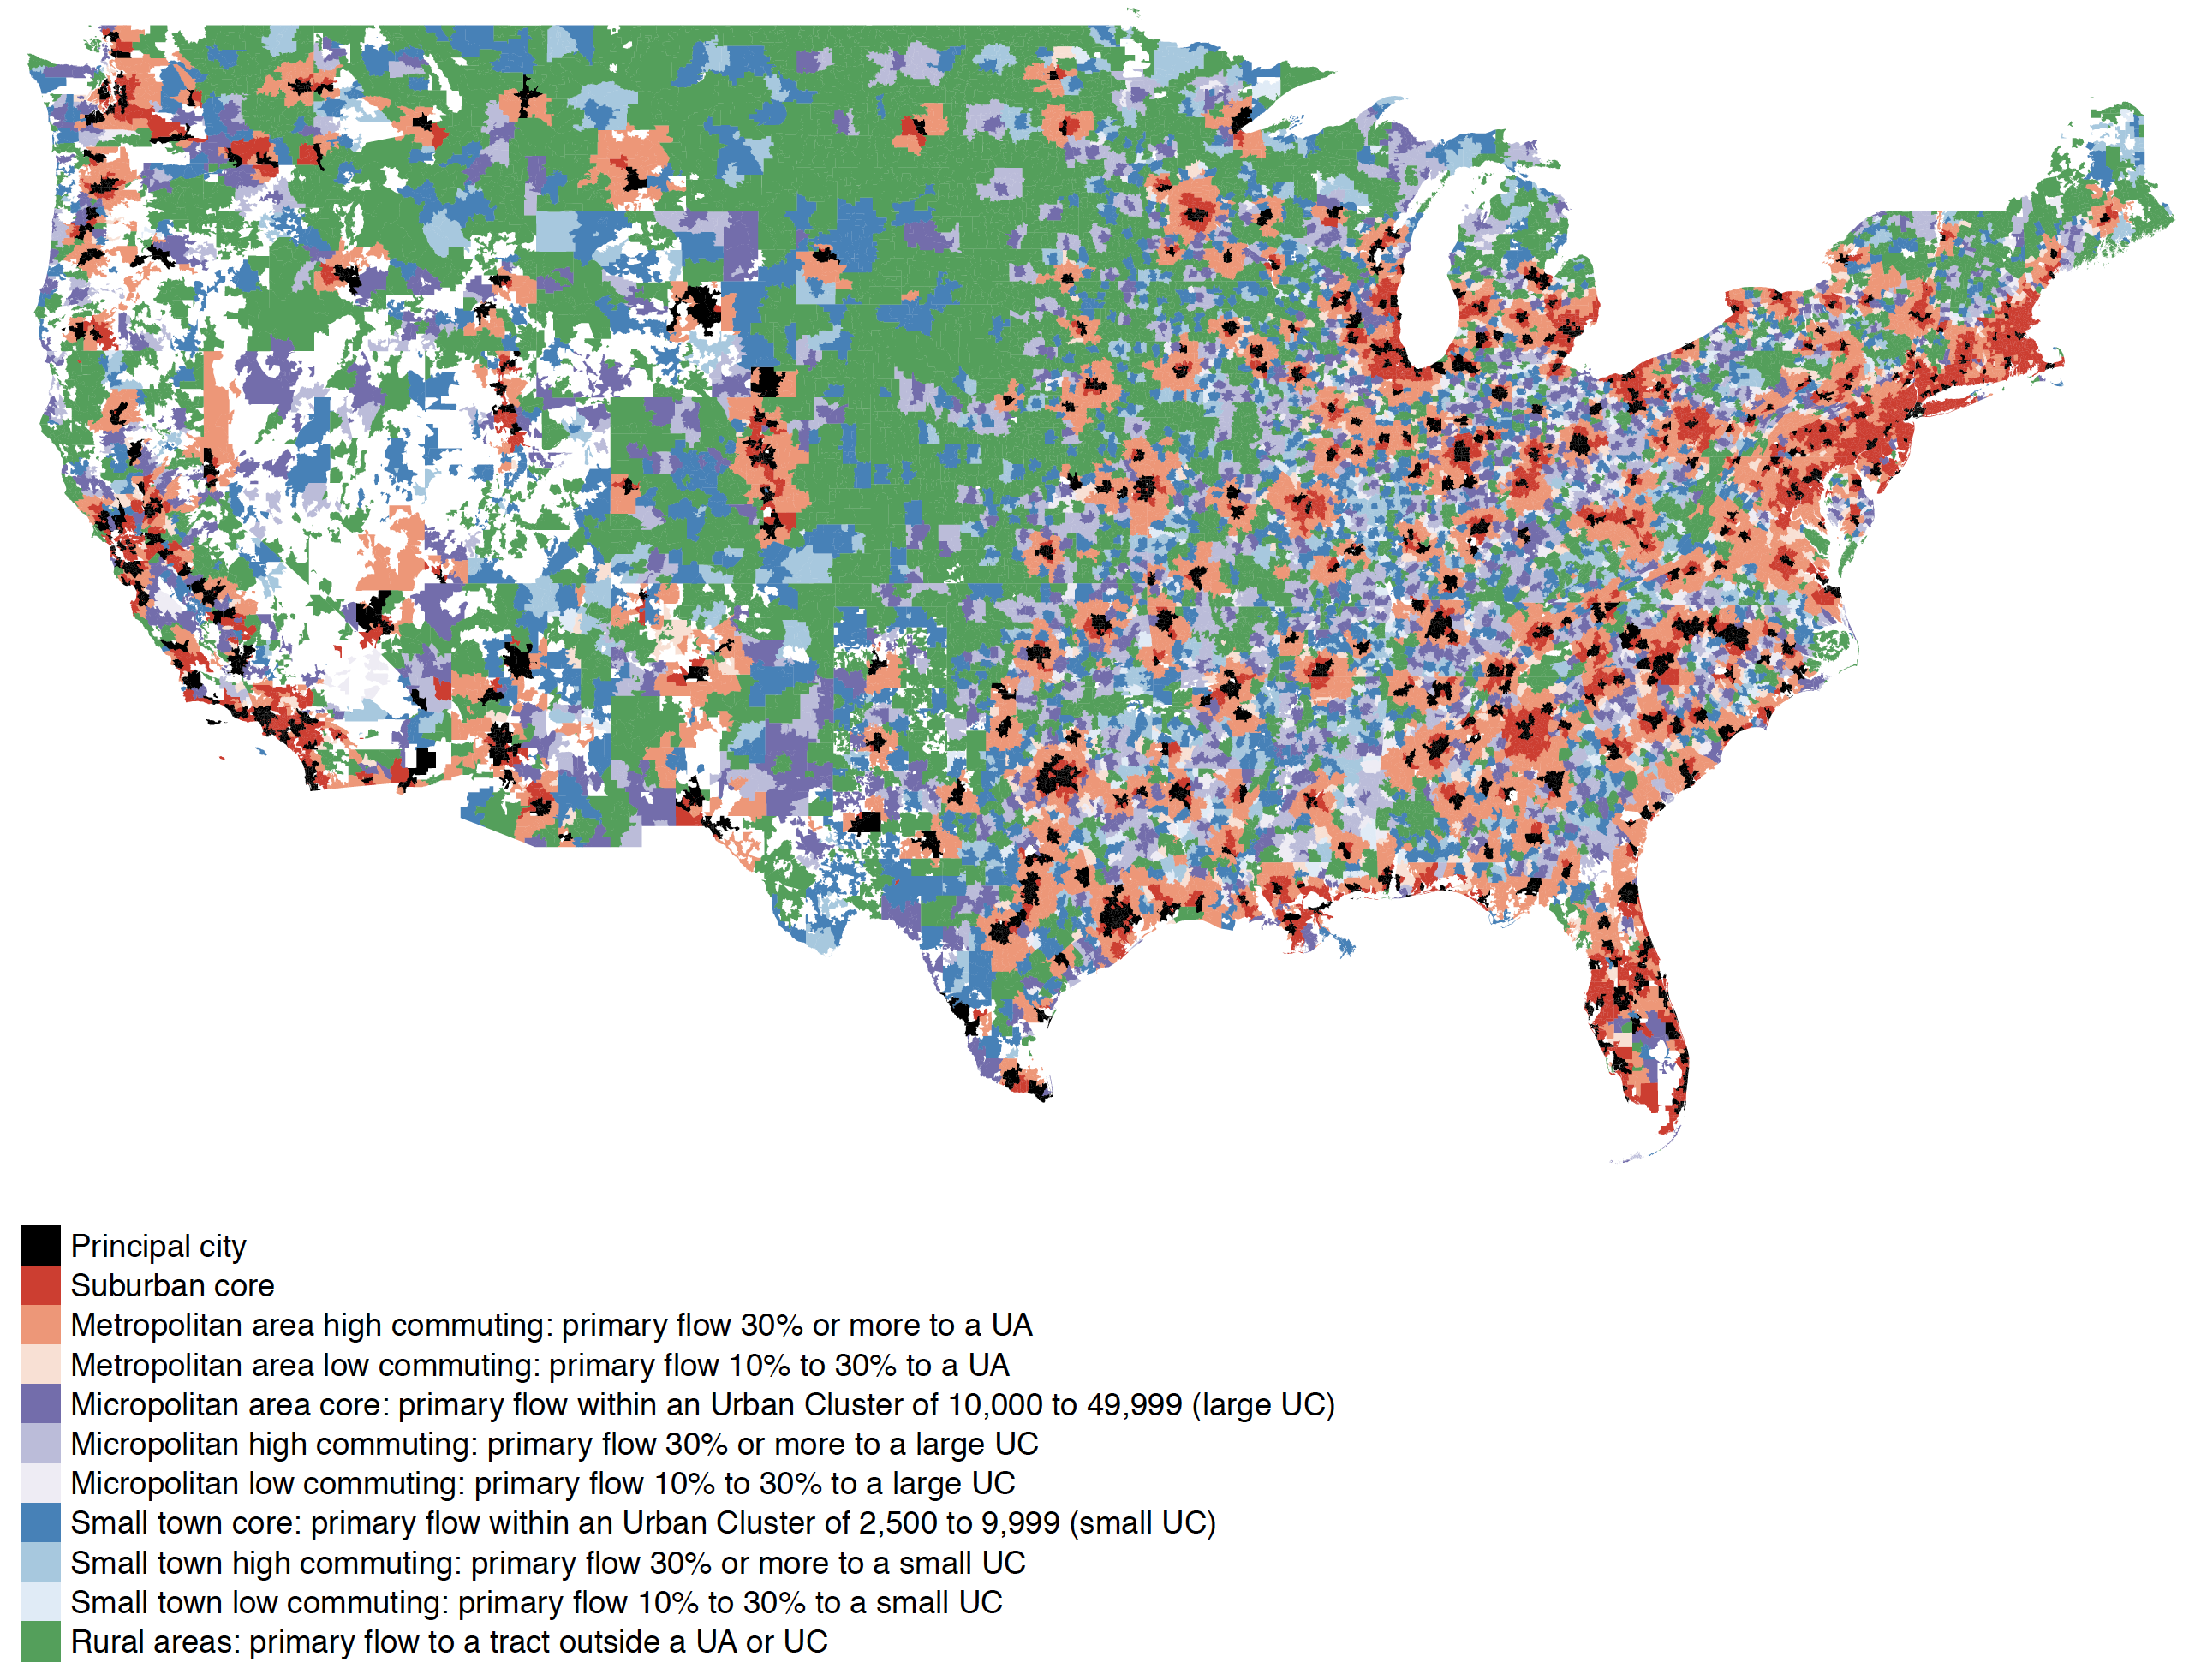 Principal city
Suburban core
Metropolitan area high commuting: primary flow 30% or more to a UA
Metropolitan area low commuting: primary flow 10% to 30% to a UA
Micropolitan area core: primary flow within an Urban Cluster of 10,000 to 49,999 (large UC)
Micropolitan high commuting: primary flow 30% or more to a large UC
Micropolitan low commuting: primary flow 10% to 30% to a large UC
Small town core: primary flow within an Urban Cluster of 2,500 to 9,999 (small UC)
Small town high commuting: primary flow 30% or more to a small UC
Small town low commuting: primary flow 10% to 30% to a small UC
Rural areas: primary flow to a tract outside a UA or UC